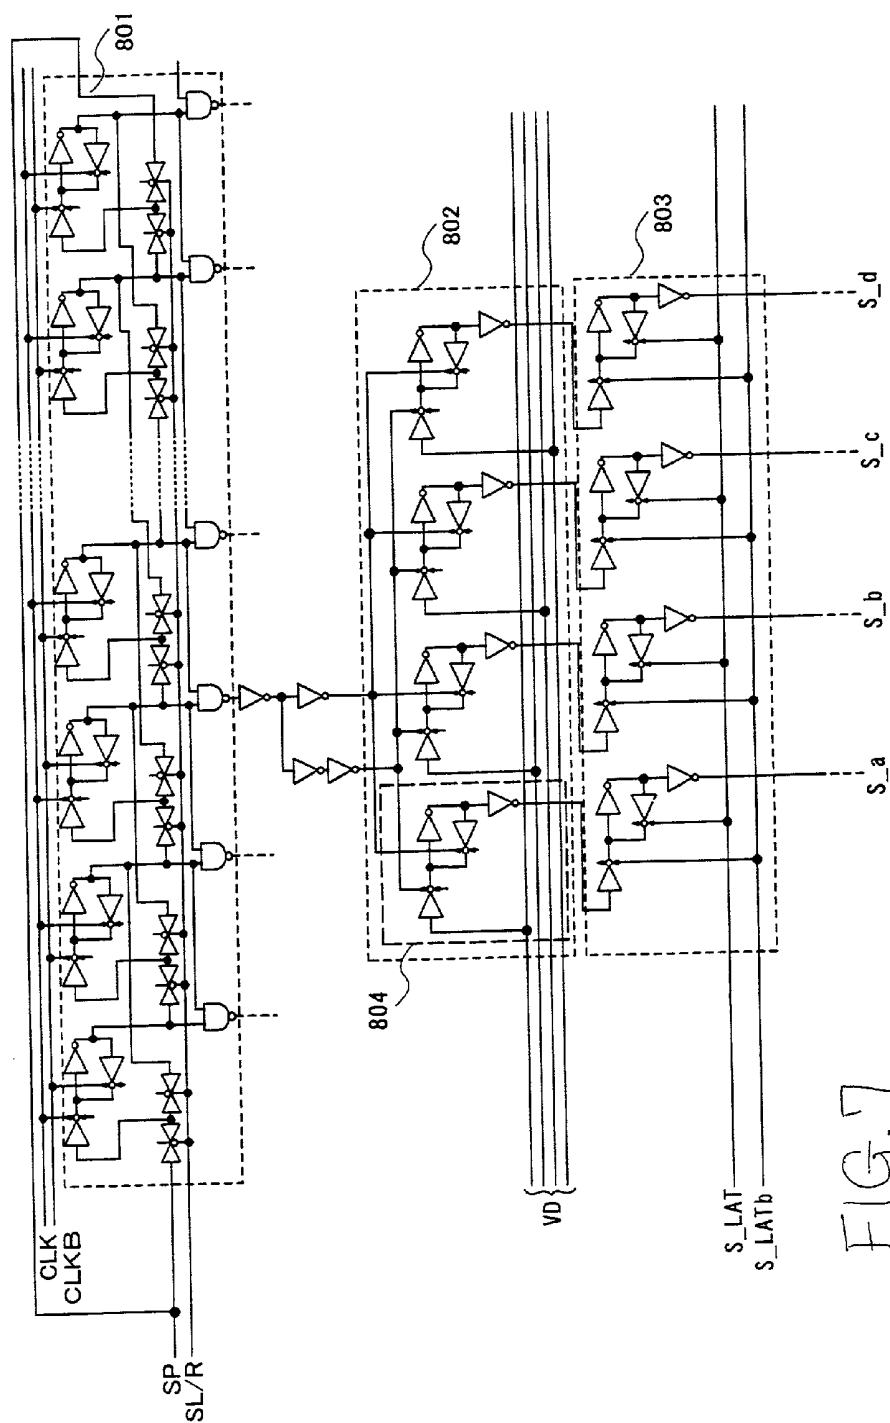 801
CLK
CLKB
SP
SL/R
802
804
VD
803
S_LAT
S_LATb
S_a
S_b
S_c
S_d
FIG. 7